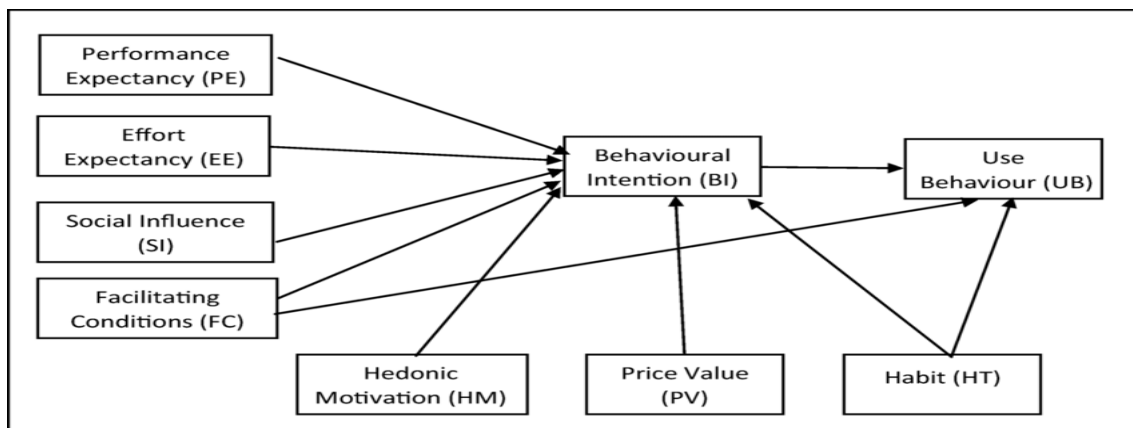 Performance
Expectancy (PE)
Effort
Expectancy (EE)
Behavioural
Intention (BI)
Use
Behaviour (UB)
Social Influence
(SI)
Facilitating
Conditions (FC)
Hedonic
Motivation (HM)
Price Value
(PV)
Habit (HT)